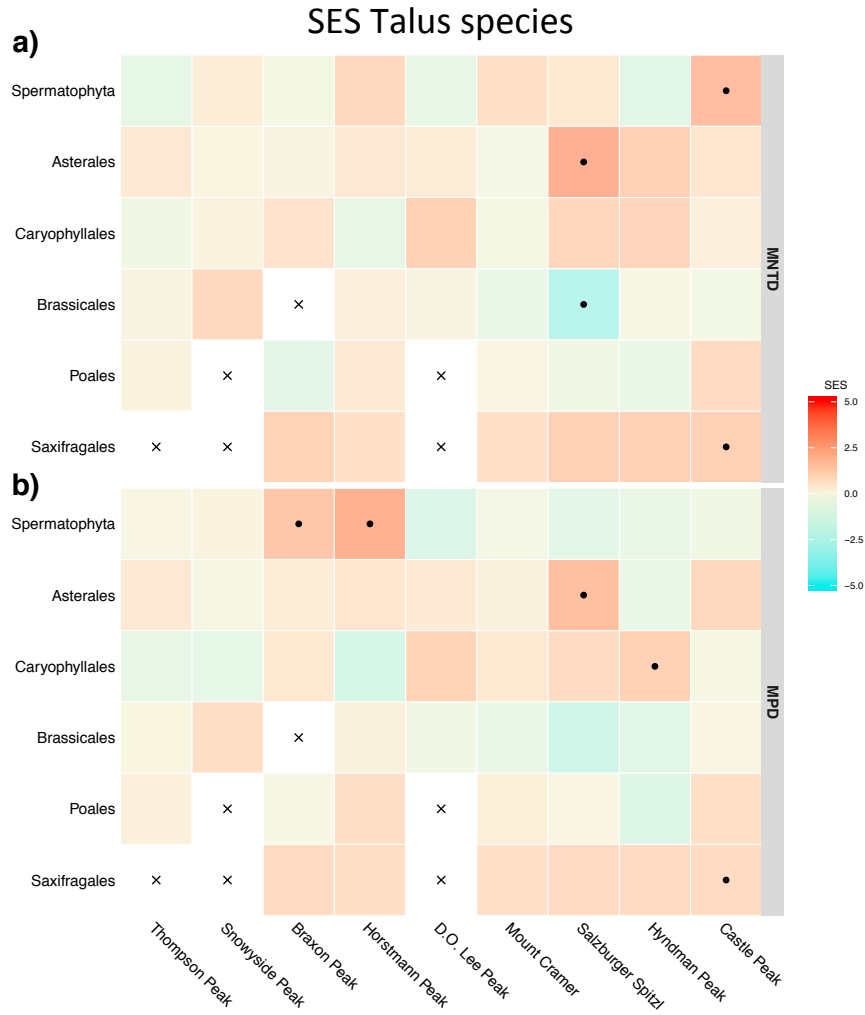 SES Talus species
a)
Spermatophyta
Asterales
Caryophyllales
Brassicales
Poales
Saxifragales
MNTD
SES
5.0
2.5
0.0
−2.5
−5.0
b)
Spermatophyta
Asterales
Caryophyllales
Brassicales
Poales
Saxifragales
MPD
Thompson Peak
Snowyside Peak
Braxon Peak
Horstmann Peak
D.O. Lee Peak
Mount Cramer
Salzburger Spitzl
Hyndman Peak
Castle Peak